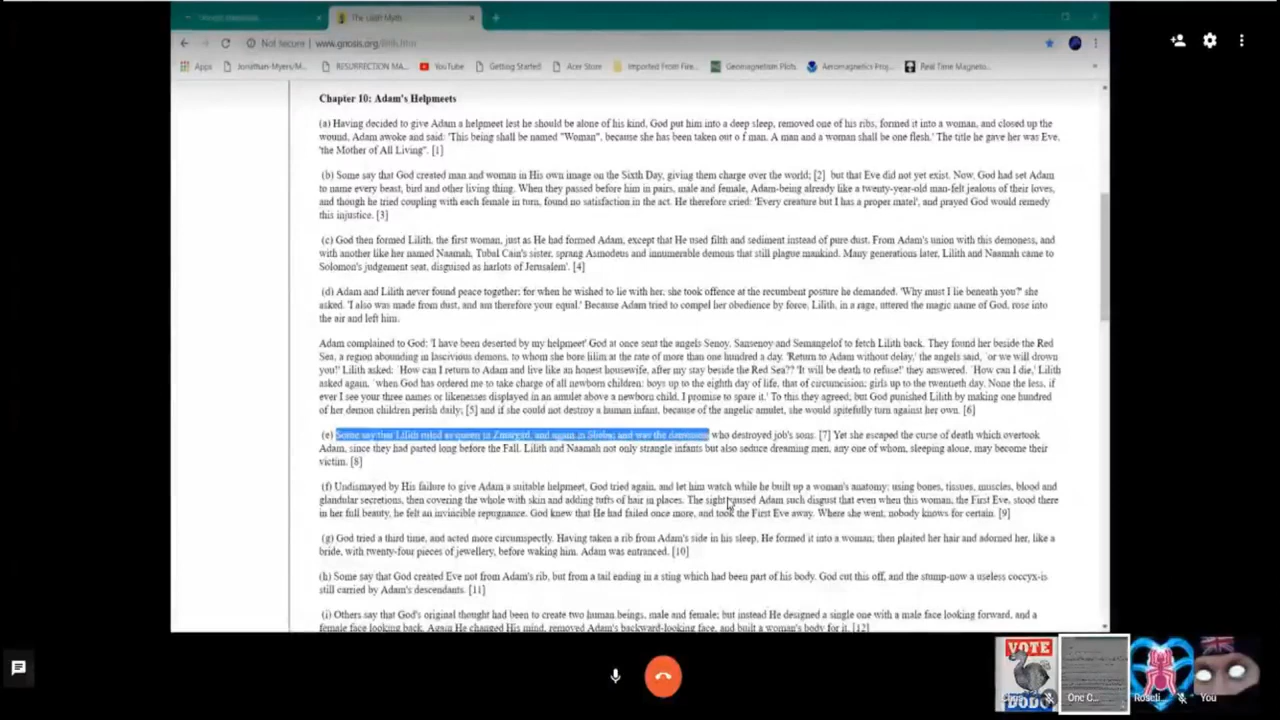 The Lilith Myth
Not Secure | www.gnosis.org/lilith.htm
Apps Jonathan-Myers/M... RESURRECTION MA... YouTube Getting Started Acer Store Imported From Fire... Geomagnetism Plots Aeromagnetics Proj... Real Time Magneto...
Chapter 10: Adam's Helpmeets
(a) Having decided to give Adam a helpmeet lest he should be alone of his kind, God put him into a deep sleep, removed one of his ribs, formed it into a woman, and closed up the
wound, Adam awoke and said: 'This being shall be named "Woman", because she has been taken out o f man. A man and a woman shall be one flesh.' The title he gave her was Eve,
'the Mother of All Living''. [1]
(b) Some say that God created man and woman in His own image on the Sixth Day, giving them charge over the world; [2] but that Eve did not yet exist. Now, God had set Adam
to name every beast, bird and other living thing. When they passed before him in pairs, male and female, Adam-being already like a twenty-year-old man-felt jealous of their loves,
and though he tried coupling with each female in turn, found no satisfaction in the act. He therefore cried: 'Every creature but I has a proper matel', and prayed God would remedy
this injustice. [3]
(c) God then formed Lilith, the first woman, just as He had formed Adam, except that He used filth and sediment instead of pure dust. From Adam's union with this demoness, and
with another like her named Naamah, Tubal Cain's sister, sprang Asmodeus and innumerable demons that still plague mankind. Many generations later, Lilith and Naamah came to
Solomon's judgement seat, disguised as harlots of Jerusalem'. [4]
(d) Adam and Lilith never found peace together; for when he wished to lie with her, she took offence at the recumbent posture he demanded. 'Why must I lie beneath you?' she
asked. 'I also was made from dust, and am therefore your equal.' Because Adam tried to compel her obedience by force, Lilith, in a rage, uttered the magic name of God, rose into
the air and left him.
Adam complained to God: 'I have been deserted by my helpmeet' God at once sent the angels Senoy, Sansenoy and Semangelof to fetch Lilith back. They found her beside the Red
Sea, a region abounding in lascivious demons, to whom she bore lilim at the rate of more than one hundred a day. 'Return to Adam without delay,' the angels said, `or we will drown
you!' Lilith asked: `How can I return to Adam and live like an honest housewife, after my stay beside the Red Sea?? 'It will be death to refuse!' they answered. `How can I die,' Lilith
asked again, `when God has ordered me to take charge of all newborn children: boys up to the eighth day of life, that of circumcision; girls up to the twentieth day. None the less, if
ever I see your three names or likenesses displayed in an amulet above a newborn child, I promise to spare it.' To this they agreed; but God punished Lilith by making one hundred
of her demon children perish daily; [5] and if she could not destroy a human infant, because of the angelic amulet, she would spitefully turn against her own. [6]
(e) Some say that Lilith ruled as queen in Zmargad, and again in Sheba; and was the demoness who destroyed job's sons. [7] Yet she escaped the curse of death which overtook
Adam, since they had parted long before the Fall. Lilith and Naamah not only strangle infants but also seduce dreaming men, any one of whom, sleeping alone, may become their
victim. [8]
(f) Undismayed by His failure to give Adam a suitable helpmeet, God tried again, and let him watch while he built up a woman's anatomy: using bones, tissues, muscles, blood and
glandular secretions, then covering the whole with skin and adding tufts of hair in places. The sight caused Adam such disgust that even when this woman, the First Eve, stood there
in her full beauty, he felt an invincible repugnance. God knew that He had failed once more, and took the First Eve away. Where she went, nobody knows for certain. [9]
(g) God tried a third time, and acted more circumspectly. Having taken a rib from Adam's side in his sleep, He formed it into a woman; then plaited her hair and adorned her, like a
bride, with twenty-four pieces of jewellery, before waking him. Adam was entranced. [10]
(h) Some say that God created Eve not from Adam's rib, but from a tail ending in a sting which had been part of his body. God cut this off, and the stump-now a useless coccyx-is
still carried by Adam's descendants. [11]
(i) Others say that God's original thought had been to create two human beings, male and female; but instead He designed a single one with a male face looking forward, and a
female face looking back. Again He changed His mind, removed Adam's backward-looking face, and built a woman's body for it. [12]
VOTE
DODO
One O...
Roseti...
You